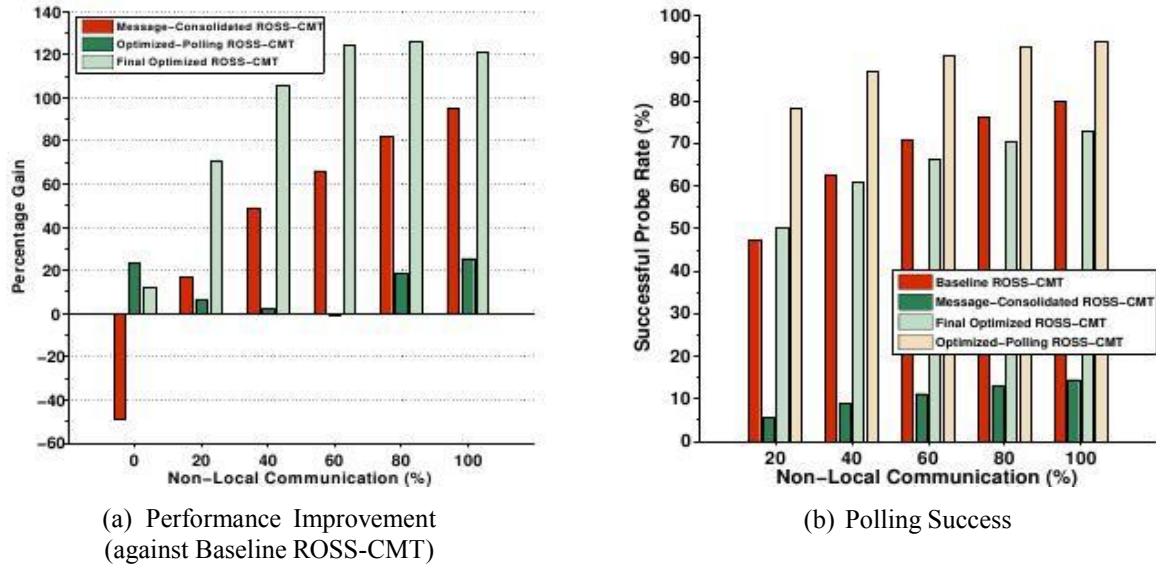 140
120
100
80
60
40
20
0
−20
−40
−60
Percentage Gain
Message−Consolidated ROSS−CMT
Optimized−Polling ROSS−CMT
Final Optimized ROSS−CMT
0 20 40 60 80 100
Non−Local Communication (%)
(a) Performance Improvement
(against Baseline ROSS-CMT)
100
90
80
70
60
50
40
30
20
10
0
Successful Probe Rate (%)
Baseline ROSS−CMT
Message−Consolidated ROSS−CMT
Final Optimized ROSS−CMT
Optimized−Polling ROSS−CMT
20 40 60 80 100
Non−Local Communication (%)
(b) Polling Success